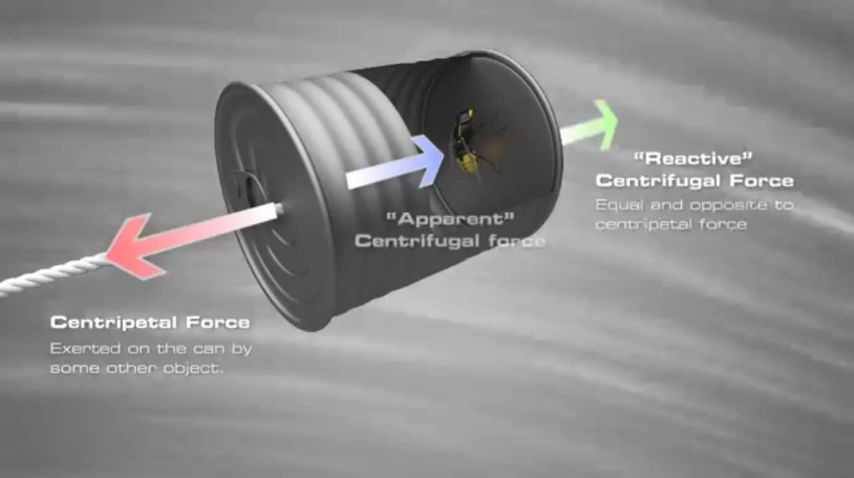 "Reactive"
Centrifugal Force
Equal and opposite to
centripetal force
"Apparent"
Centrifugal force
Centripetal Force
Exerted on the can by
some other object.